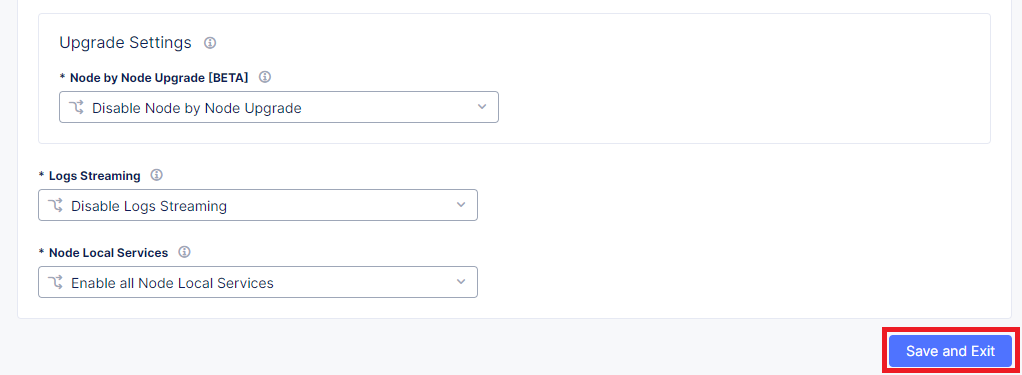 Upgrade Settings
* Node by Node Upgrade [BETA]
Disable Node by Node Upgrade
* Logs Streaming
Disable Logs Streaming
* Node Local Services
Enable all Node Local Services
Save and Exit